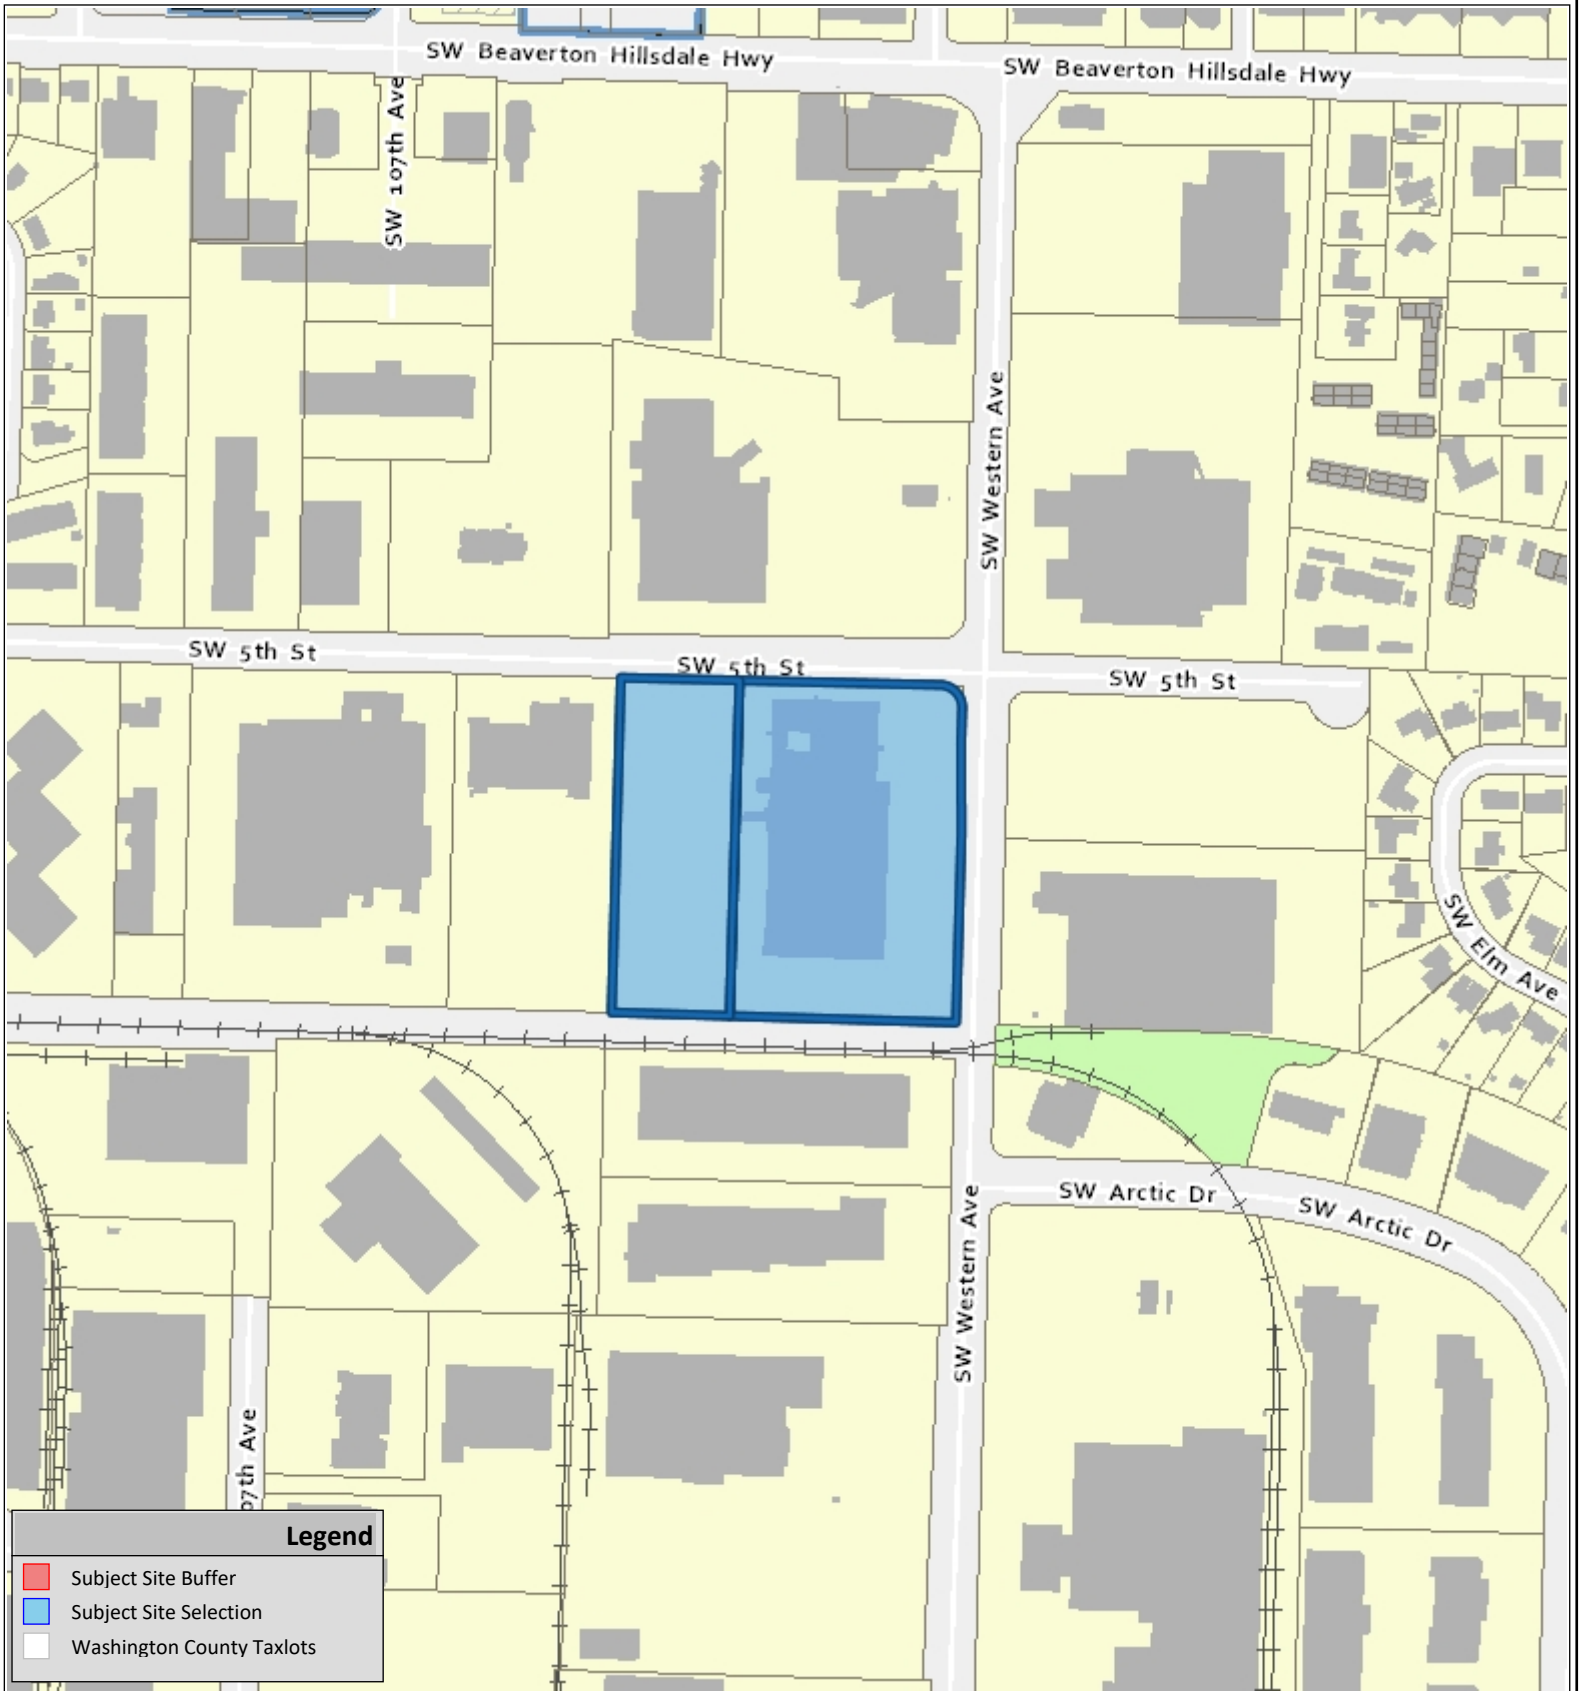 SW Beaverton Hillsdale Hwy
SW Beaverton Hillsdale Hwy
SW 107th Ave
SW Western Ave
SW 5th St
SW 5th St
SW 5th St
SW Elm Ave
SW Arctic Dr
SW Arctic Dr
SW Western Ave
07th Ave
Legend
Subject Site Buffer
Subject Site Selection
Washington County Taxlots